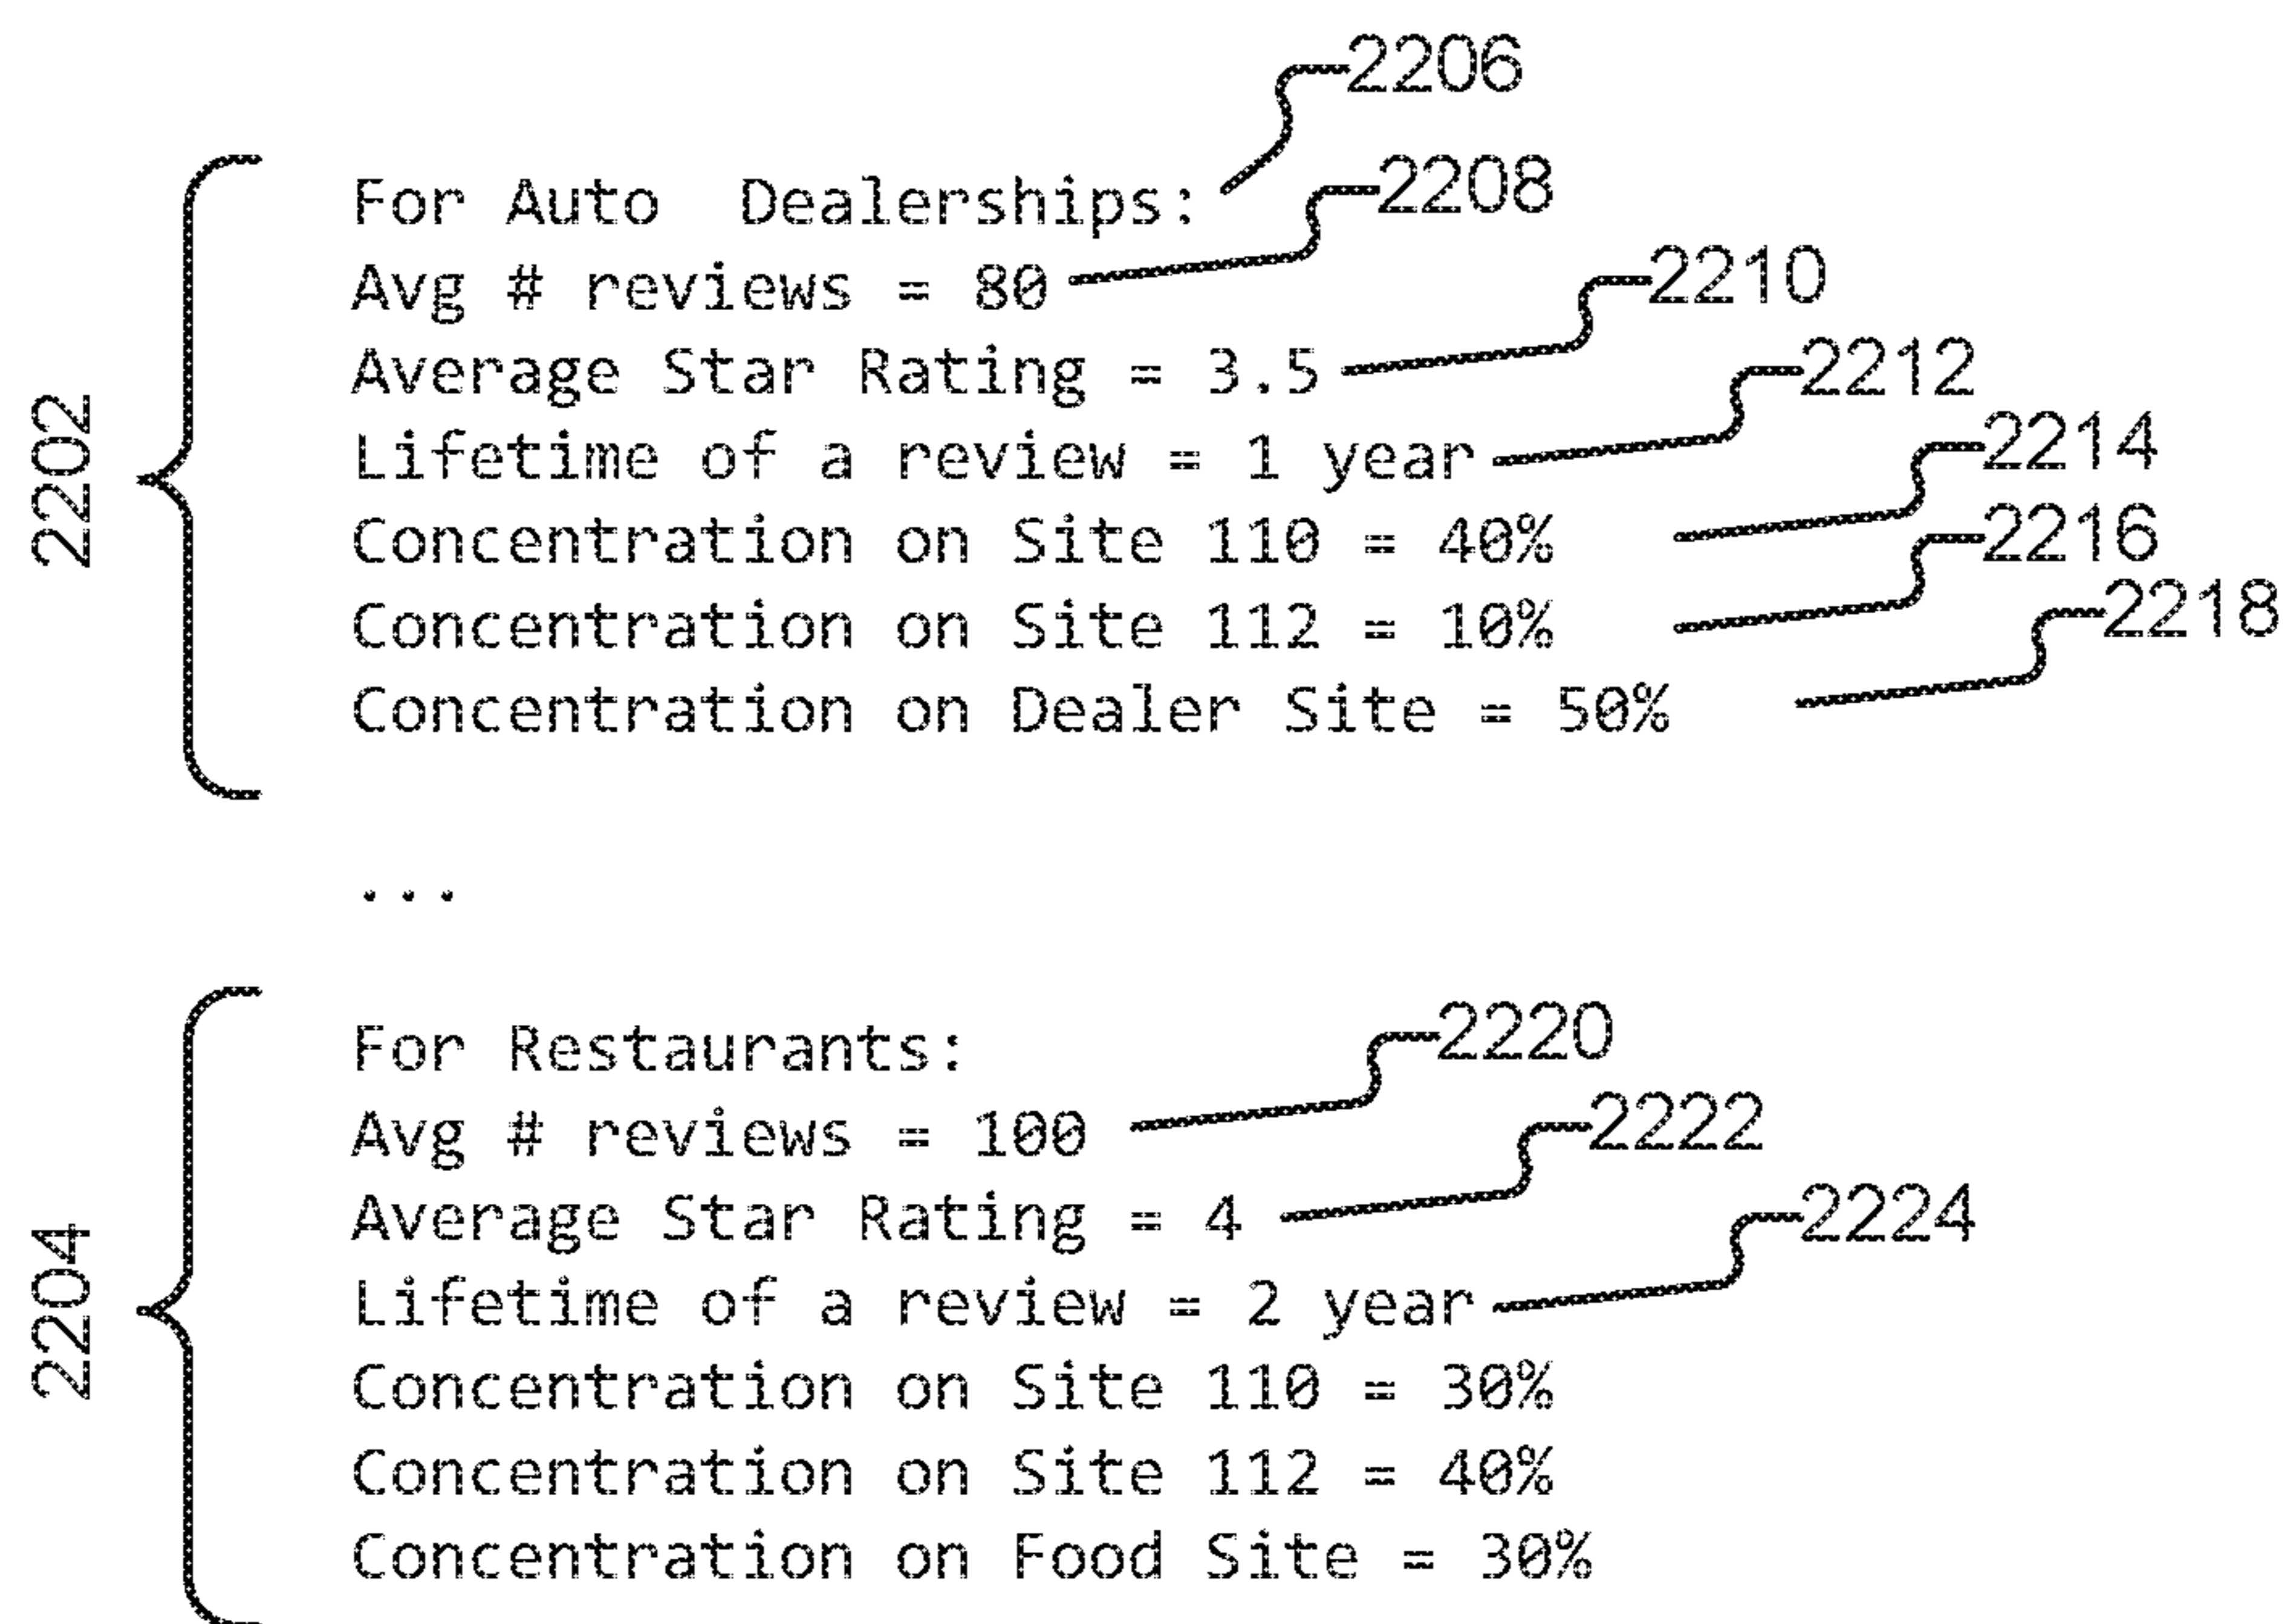 2206
For Auto Dealerships:
2208
Avg # reviews = 80
2210
Average Star Rating = 3.5
2212
Lifetime of a review = 1 year
2214
Concentration on Site 110 = 40%
2216
Concentration on Site 112 = 10%
2218
Concentration on Dealer Site = 50%
2202
...
For Restaurants:
2220
Avg # reviews = 100
2222
Average Star Rating = 4
2224
Lifetime of a review = 2 year
Concentration on Site 110 = 30%
Concentration on Site 112 = 40%
Concentration on Food Site = 30%
2204